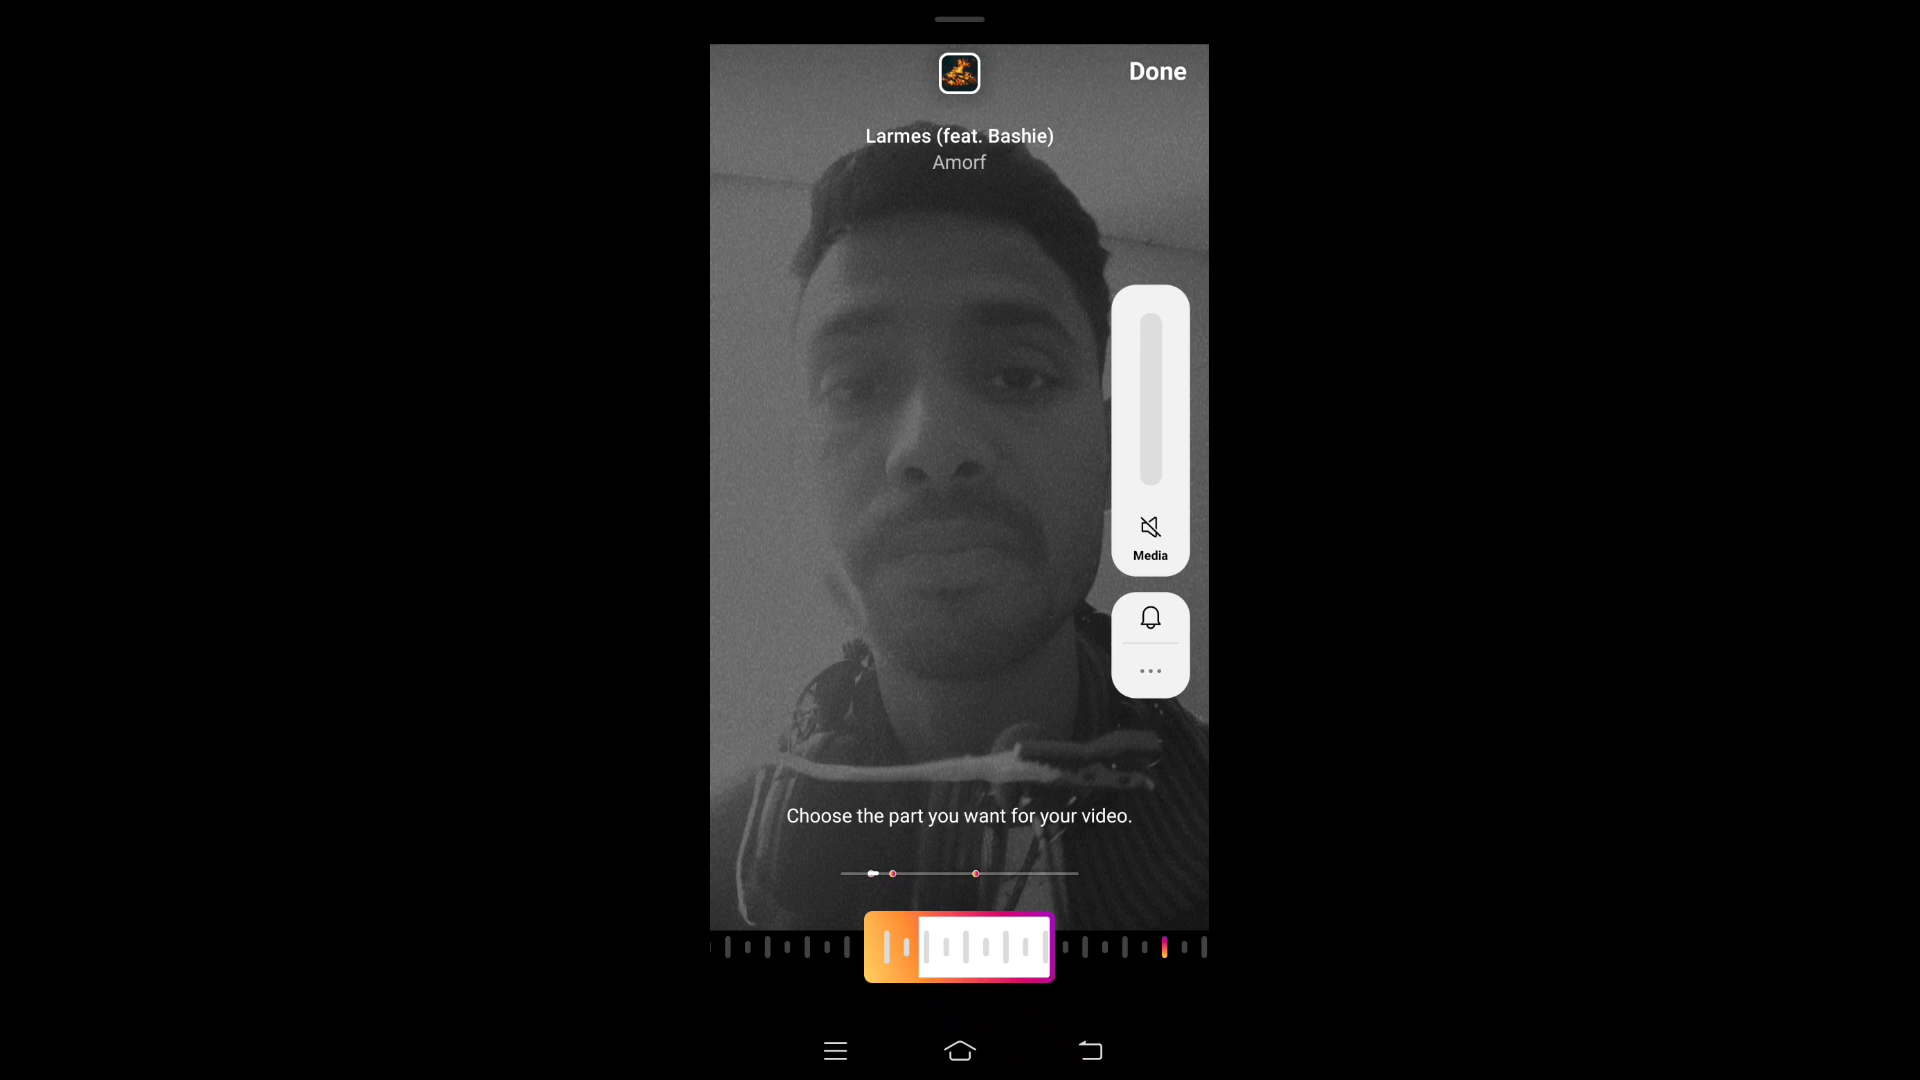 Done
Larmes (feat. Bashie)
Amorf
Media
Choose the part you want for your video.